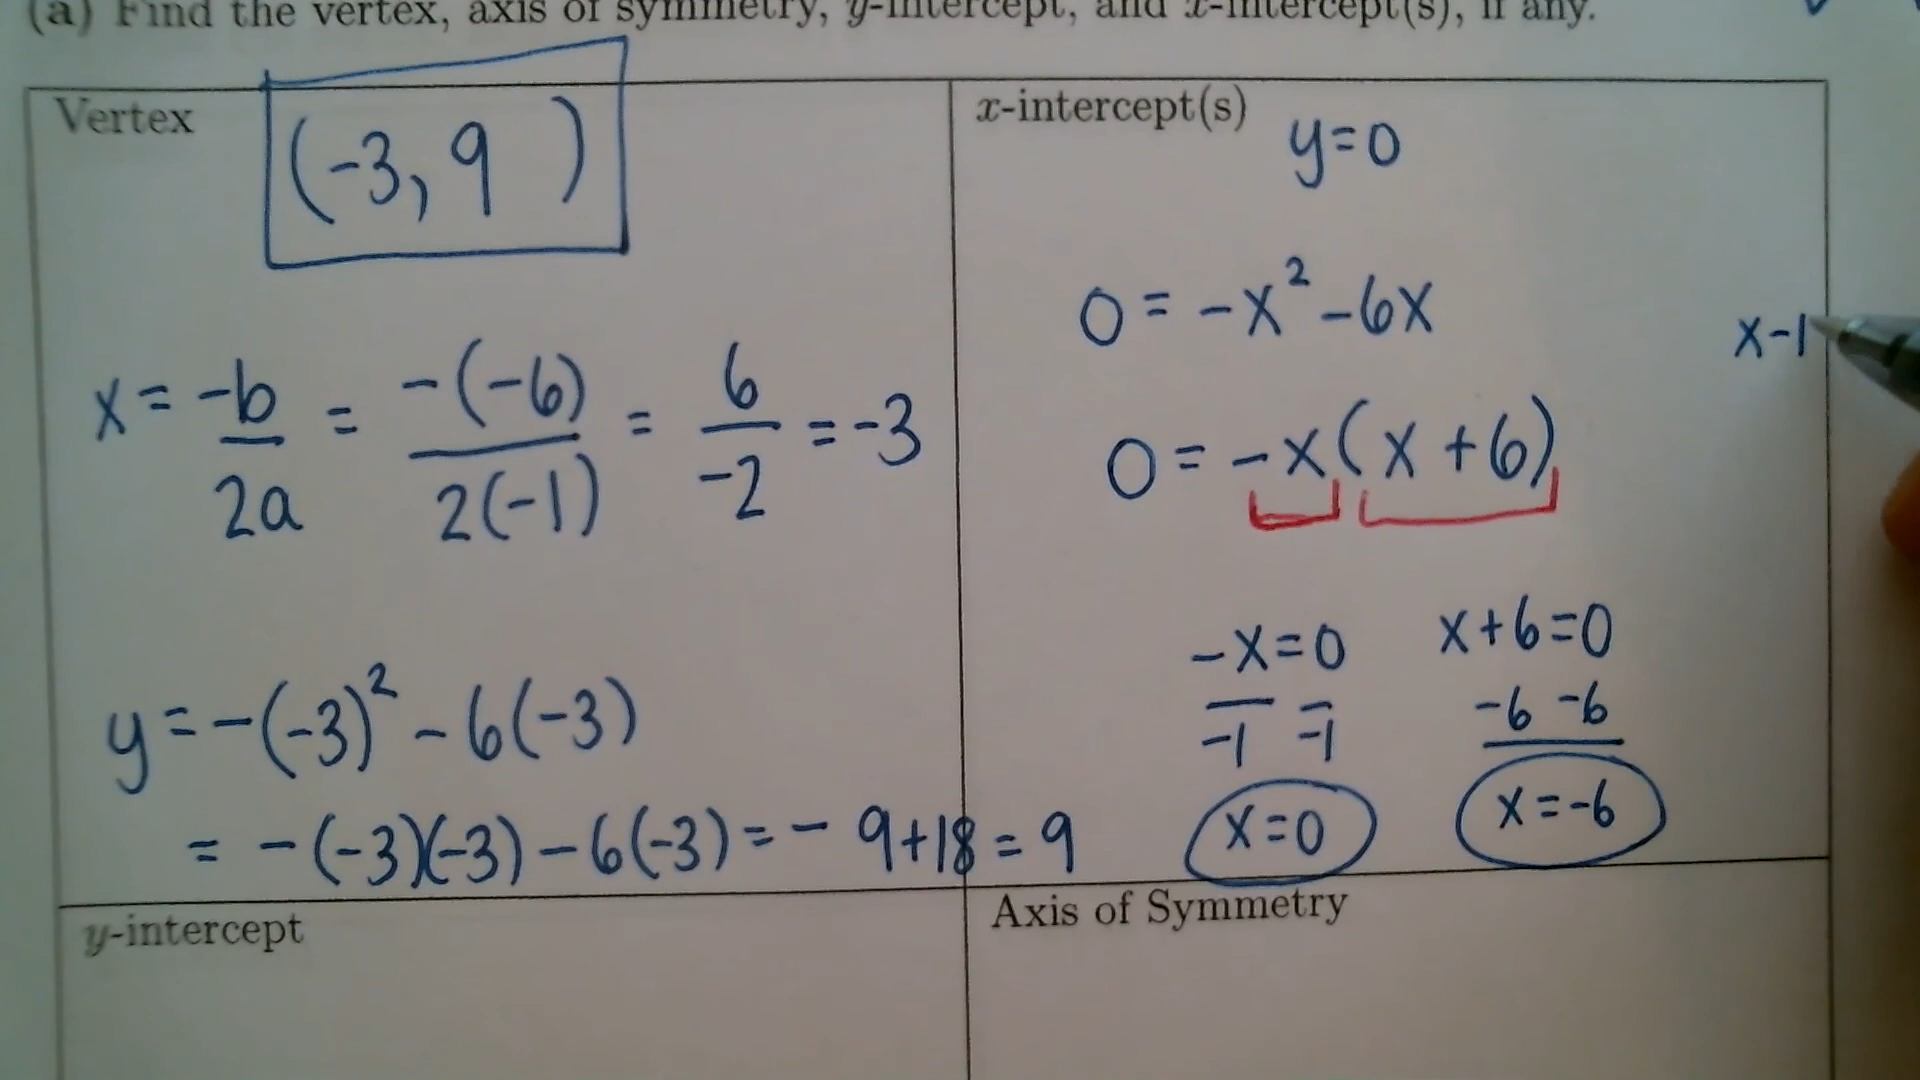 (a) Find the vertex, axis of symmetry, y-intercept, and x-intercept(s), if any.
Vertex
(-3, 9 )
x = -b/2a = -(-6)/2(-1) = 6/-2 = -3
y = -(-3)² - 6(-3)
= -(-3)(-3) - 6(-3) = - 9+18 = 9
x-intercept(s)
y=0
0 = -x² - 6x
x-1
0 = -x(x + 6)
-x=0 x+6=0
-1 -1 -6 -6
x=0 x=-6
y-intercept
Axis of Symmetry